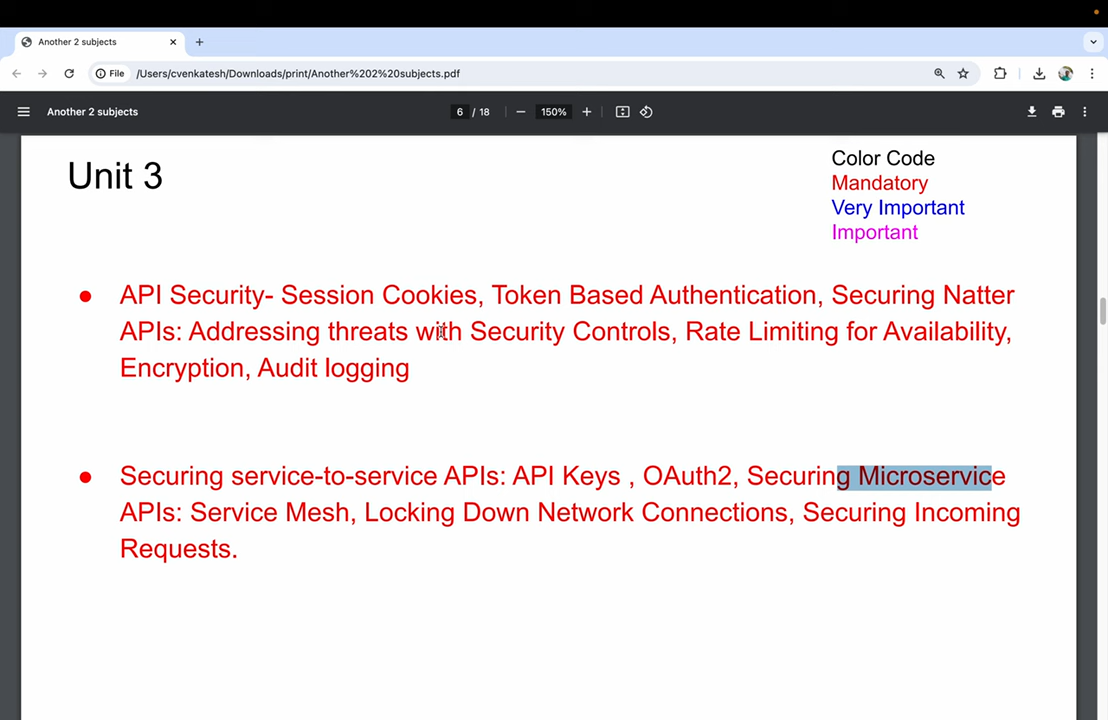 Another 2 subjects
File /Users/cvenkatesh/Downloads/print/Another%202%20subjects.pdf
Another 2 subjects 6 / 18 150%
Unit 3
Color Code
Mandatory
Very Important
Important
● API Security- Session Cookies, Token Based Authentication, Securing Natter
APIs: Addressing threats with Security Controls, Rate Limiting for Availability,
Encryption, Audit logging
● Securing service-to-service APIs: API Keys , OAuth2, Securing Microservice
APIs: Service Mesh, Locking Down Network Connections, Securing Incoming
Requests.